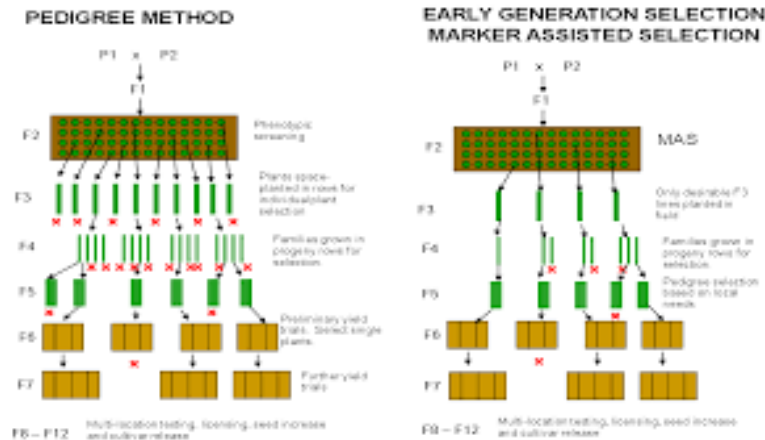 PEDIGREE METHOD
P1 x P2
F1
F2
Phenotypic
screening
F3
Plants space-
planted in rows for
individual plant
selection
F4
Families grown in
progeny rows for
selection.
F5
F6
Preliminary yield
trials. Select single
plants.
F7
Further yield
trials
Multi-location testing, licensing, seed increase
and cultivar release
EARLY GENERATION SELECTION
MARKER ASSISTED SELECTION
P1 x P2
F1
F2
MAS
F3
Only desirable F3
lines planted in
field
F4
Families grown in
progeny rows for
selection.
F5
Pedigree selection
based on local
needs
F6
F7
F8 – F12
Multi-location testing, licensing, seed increase
and cultivar release